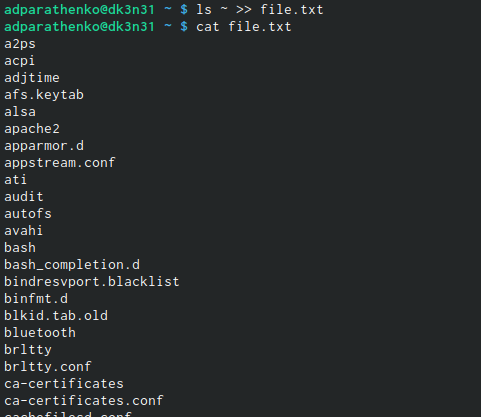 adparathenko@dk3n31 ~ $ ls ~ >> file.txt
adparathenko@dk3n31 ~ $ cat file.txt
a2ps
acpi
adjtime
afs.keytab
alsa
apache2
apparmor.d
appstream.conf
ati
audit
autofs
avahi
bash
bash_completion.d
bindresvport.blacklist
binfmt.d
blkid.tab.old
bluetooth
brltty
brltty.conf
ca-certificates
ca-certificates.conf
cachefilesd.conf